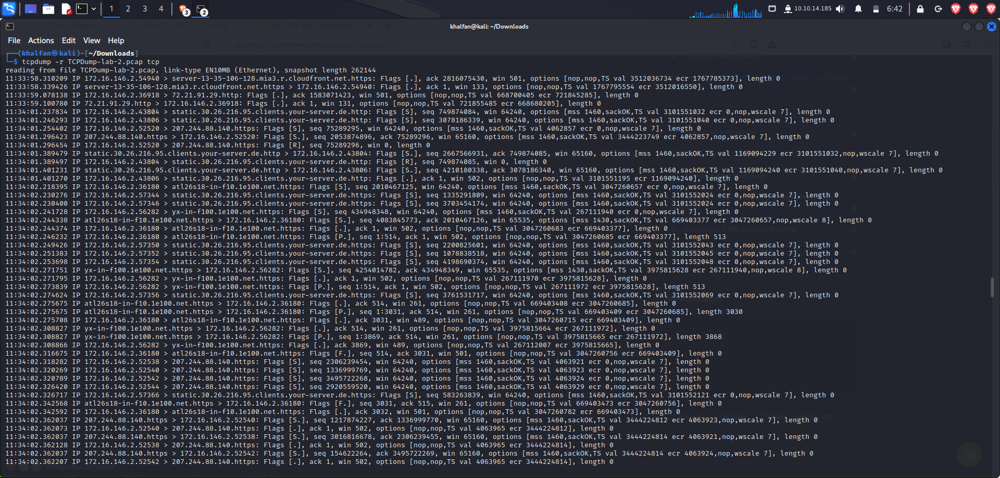 1 2 3 4 3 2 10.10.14.185 6:42
khalfan@kali: ~/Downloads
File Actions Edit View Help
┌──(khalfan㉿kali)-[~/Downloads]
└─$ tcpdump -r TCPDump-lab-2.pcap tcp
reading from file TCPDump-lab-2.pcap, link-type EN10MB (Ethernet), snapshot length 262144
11:33:58.310209 IP 172.16.146.2.54940 > server-13-35-106-128.mia3.r.cloudfront.net.https: Flags [.], ack 2816075430, win 501, options [nop,nop,TS val 3512036734 ecr 1767785373], length 0
11:33:58.339426 IP server-13-35-106-128.mia3.r.cloudfront.net.https > 172.16.146.2.54940: Flags [.], ack 1, win 133, options [nop,nop,TS val 1767795554 ecr 3512016550], length 0
11:33:59.078138 IP 172.16.146.2.36918 > 72.21.91.29.http: Flags [.], ack 1583071423, win 501, options [nop,nop,TS val 668700405 ecr 721845285], length 0
11:33:59.100780 IP 72.21.91.29.http > 172.16.146.2.36918: Flags [.], ack 1, win 131, options [nop,nop,TS val 721855485 ecr 668680205], length 0
11:34:01.237834 IP 172.16.146.2.43804 > static.30.26.216.95.clients.your-server.de.http: Flags [S], seq 749874084, win 64240, options [mss 1460,sackOK,TS val 3101551032 ecr 0,nop,wscale 7], length 0
11:34:01.246293 IP 172.16.146.2.43806 > static.30.26.216.95.clients.your-server.de.http: Flags [S], seq 3078186339, win 64240, options [mss 1460,sackOK,TS val 3101551040 ecr 0,nop,wscale 7], length 0
11:34:01.254402 IP 172.16.146.2.52520 > 207.244.88.140.https: Flags [S], seq 75289295, win 64240, options [mss 1460,sackOK,TS val 4062857 ecr 0,nop,wscale 7], length 0
11:34:01.296423 IP 207.244.88.140.https > 172.16.146.2.52520: Flags [S.], seq 2053874896, ack 75289296, win 65160, options [mss 1460,sackOK,TS val 3444223749 ecr 4062857,nop,wscale 7], length 0
11:34:01.296454 IP 172.16.146.2.52520 > 207.244.88.140.https: Flags [R], seq 75289296, win 0, length 0
11:34:01.389479 IP static.30.26.216.95.clients.your-server.de.http > 172.16.146.2.43804: Flags [S.], seq 2667566931, ack 749874085, win 65160, options [mss 1460,sackOK,TS val 1169094229 ecr 3101551032,nop,wscale 7], length 0
11:34:01.389497 IP 172.16.146.2.43804 > static.30.26.216.95.clients.your-server.de.http: Flags [R], seq 749874085, win 0, length 0
11:34:01.401231 IP static.30.26.216.95.clients.your-server.de.http > 172.16.146.2.43806: Flags [S.], seq 4210180338, ack 3078186340, win 65160, options [mss 1460,sackOK,TS val 1169094240 ecr 3101551040,nop,wscale 7], length 0
11:34:01.401270 IP 172.16.146.2.43806 > static.30.26.216.95.clients.your-server.de.http: Flags [.], ack 1, win 502, options [nop,nop,TS val 3101551195 ecr 1169094240], length 0
11:34:02.218395 IP 172.16.146.2.36180 > atl26s18-in-f10.1e100.net.https: Flags [S], seq 2010467125, win 64240, options [mss 1460,sackOK,TS val 3047260657 ecr 0,nop,wscale 7], length 0
11:34:02.230276 IP 172.16.146.2.57344 > static.30.26.216.95.clients.your-server.de.https: Flags [S], seq 1335291809, win 64240, options [mss 1460,sackOK,TS val 3101552024 ecr 0,nop,wscale 7], length 0
11:34:02.230400 IP 172.16.146.2.57346 > static.30.26.216.95.clients.your-server.de.https: Flags [S], seq 3703454174, win 64240, options [mss 1460,sackOK,TS val 3101552024 ecr 0,nop,wscale 7], length 0
11:34:02.241728 IP 172.16.146.2.56282 > yx-in-f100.1e100.net.https: Flags [S], seq 434948348, win 64240, options [mss 1460,sackOK,TS val 267111940 ecr 0,nop,wscale 7], length 0
11:34:02.244338 IP atl26s18-in-f10.1e100.net.https > 172.16.146.2.36180: Flags [S.], seq 4083845773, ack 2010467126, win 65535, options [mss 1430,sackOK,TS val 669403377 ecr 3047260657,nop,wscale 8], length 0
11:34:02.244374 IP 172.16.146.2.36180 > atl26s18-in-f10.1e100.net.https: Flags [.], ack 1, win 502, options [nop,nop,TS val 3047260683 ecr 669403377], length 0
11:34:02.246232 IP 172.16.146.2.36180 > atl26s18-in-f10.1e100.net.https: Flags [P.], seq 1:514, ack 1, win 502, options [nop,nop,TS val 3047260685 ecr 669403377], length 513
11:34:02.249426 IP 172.16.146.2.57350 > static.30.26.216.95.clients.your-server.de.https: Flags [S], seq 2200825601, win 64240, options [mss 1460,sackOK,TS val 3101552043 ecr 0,nop,wscale 7], length 0
11:34:02.251383 IP 172.16.146.2.57352 > static.30.26.216.95.clients.your-server.de.https: Flags [S], seq 1078838518, win 64240, options [mss 1460,sackOK,TS val 3101552045 ecr 0,nop,wscale 7], length 0
11:34:02.253698 IP 172.16.146.2.57354 > static.30.26.216.95.clients.your-server.de.https: Flags [S], seq 4198690374, win 64240, options [mss 1460,sackOK,TS val 3101552048 ecr 0,nop,wscale 7], length 0
11:34:02.271751 IP yx-in-f100.1e100.net.https > 172.16.146.2.56282: Flags [S.], seq 4254014782, ack 434948349, win 65535, options [mss 1430,sackOK,TS val 3975815628 ecr 267111940,nop,wscale 8], length 0
11:34:02.271795 IP 172.16.146.2.56282 > yx-in-f100.1e100.net.https: Flags [.], ack 1, win 502, options [nop,nop,TS val 267111970 ecr 3975815628], length 0
11:34:02.273839 IP 172.16.146.2.56282 > yx-in-f100.1e100.net.https: Flags [P.], seq 1:514, ack 1, win 502, options [nop,nop,TS val 267111972 ecr 3975815628], length 513
11:34:02.274624 IP 172.16.146.2.57356 > static.30.26.216.95.clients.your-server.de.https: Flags [S], seq 3761531717, win 64240, options [mss 1460,sackOK,TS val 3101552069 ecr 0,nop,wscale 7], length 0
11:34:02.275675 IP atl26s18-in-f10.1e100.net.https > 172.16.146.2.36180: Flags [.], ack 514, win 261, options [nop,nop,TS val 669403408 ecr 3047260685], length 0
11:34:02.275675 IP atl26s18-in-f10.1e100.net.https > 172.16.146.2.36180: Flags [P.], seq 1:3031, ack 514, win 261, options [nop,nop,TS val 669403409 ecr 3047260685], length 3030
11:34:02.275708 IP 172.16.146.2.36180 > atl26s18-in-f10.1e100.net.https: Flags [.], ack 3031, win 489, options [nop,nop,TS val 3047260715 ecr 669403409], length 0
11:34:02.308827 IP yx-in-f100.1e100.net.https > 172.16.146.2.56282: Flags [.], ack 514, win 261, options [nop,nop,TS val 3975815664 ecr 267111972], length 0
11:34:02.308827 IP yx-in-f100.1e100.net.https > 172.16.146.2.56282: Flags [P.], seq 1:3869, ack 514, win 261, options [nop,nop,TS val 3975815665 ecr 267111972], length 3868
11:34:02.308866 IP 172.16.146.2.56282 > yx-in-f100.1e100.net.https: Flags [.], ack 3869, win 489, options [nop,nop,TS val 267112007 ecr 3975815665], length 0
11:34:02.316675 IP 172.16.146.2.36180 > atl26s18-in-f10.1e100.net.https: Flags [F.], seq 514, ack 3031, win 501, options [nop,nop,TS val 3047260756 ecr 669403409], length 0
11:34:02.318282 IP 172.16.146.2.52538 > 207.244.88.140.https: Flags [S], seq 2306239454, win 64240, options [mss 1460,sackOK,TS val 4063921 ecr 0,nop,wscale 7], length 0
11:34:02.320269 IP 172.16.146.2.52540 > 207.244.88.140.https: Flags [S], seq 1336999769, win 64240, options [mss 1460,sackOK,TS val 4063923 ecr 0,nop,wscale 7], length 0
11:34:02.320789 IP 172.16.146.2.52542 > 207.244.88.140.https: Flags [S], seq 3495722268, win 64240, options [mss 1460,sackOK,TS val 4063924 ecr 0,nop,wscale 7], length 0
11:34:02.326420 IP 172.16.146.2.52544 > 207.244.88.140.https: Flags [S], seq 2920559520, win 64240, options [mss 1460,sackOK,TS val 4063929 ecr 0,nop,wscale 7], length 0
11:34:02.326717 IP 172.16.146.2.57366 > static.30.26.216.95.clients.your-server.de.https: Flags [S], seq 583263839, win 64240, options [mss 1460,sackOK,TS val 3101552121 ecr 0,nop,wscale 7], length 0
11:34:02.342568 IP atl26s18-in-f10.1e100.net.https > 172.16.146.2.36180: Flags [F.], seq 3031, ack 515, win 261, options [nop,nop,TS val 669403473 ecr 3047260756], length 0
11:34:02.342592 IP 172.16.146.2.36180 > atl26s18-in-f10.1e100.net.https: Flags [.], ack 3032, win 501, options [nop,nop,TS val 3047260782 ecr 669403473], length 0
11:34:02.362037 IP 207.244.88.140.https > 172.16.146.2.52540: Flags [S.], seq 1217874227, ack 1336999770, win 65160, options [mss 1460,sackOK,TS val 3444224812 ecr 4063923,nop,wscale 7], length 0
11:34:02.362073 IP 172.16.146.2.52540 > 207.244.88.140.https: Flags [.], ack 1, win 502, options [nop,nop,TS val 4063965 ecr 3444224812], length 0
11:34:02.362037 IP 207.244.88.140.https > 172.16.146.2.52538: Flags [S.], seq 3016816678, ack 2306239455, win 65160, options [mss 1460,sackOK,TS val 3444224814 ecr 4063921,nop,wscale 7], length 0
11:34:02.362128 IP 172.16.146.2.52538 > 207.244.88.140.https: Flags [.], ack 1, win 502, options [nop,nop,TS val 4063965 ecr 3444224814], length 0
11:34:02.362037 IP 207.244.88.140.https > 172.16.146.2.52542: Flags [S.], seq 154622264, ack 3495722269, win 65160, options [mss 1460,sackOK,TS val 3444224814 ecr 4063924,nop,wscale 7], length 0
11:34:02.362207 IP 172.16.146.2.52542 > 207.244.88.140.https: Flags [.], ack 1, win 502, options [nop,nop,TS val 4063965 ecr 3444224814], length 0